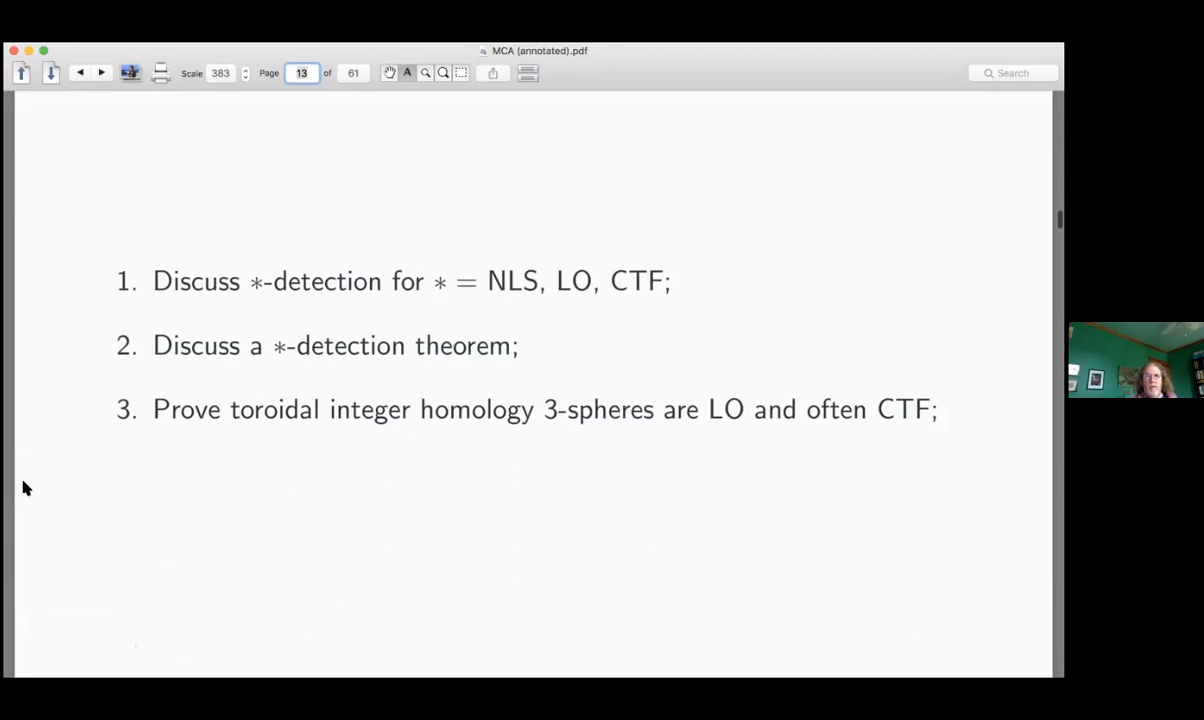 MCA (annotated).pdf
Scale 383 Page 13 of 61 A Search
1. Discuss ∗-detection for ∗ = NLS, LO, CTF;
2. Discuss a ∗-detection theorem;
3. Prove toroidal integer homology 3-spheres are LO and often CTF;